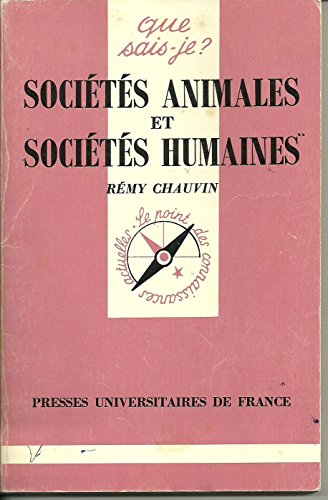 que
sais-je?
SOCIÉTÉS ANIMALES
ET
SOCIÉTÉS HUMAINES
RÉMY CHAUVIN
Le point des connaissances actuelles
PRESSES UNIVERSITAIRES DE FRANCE